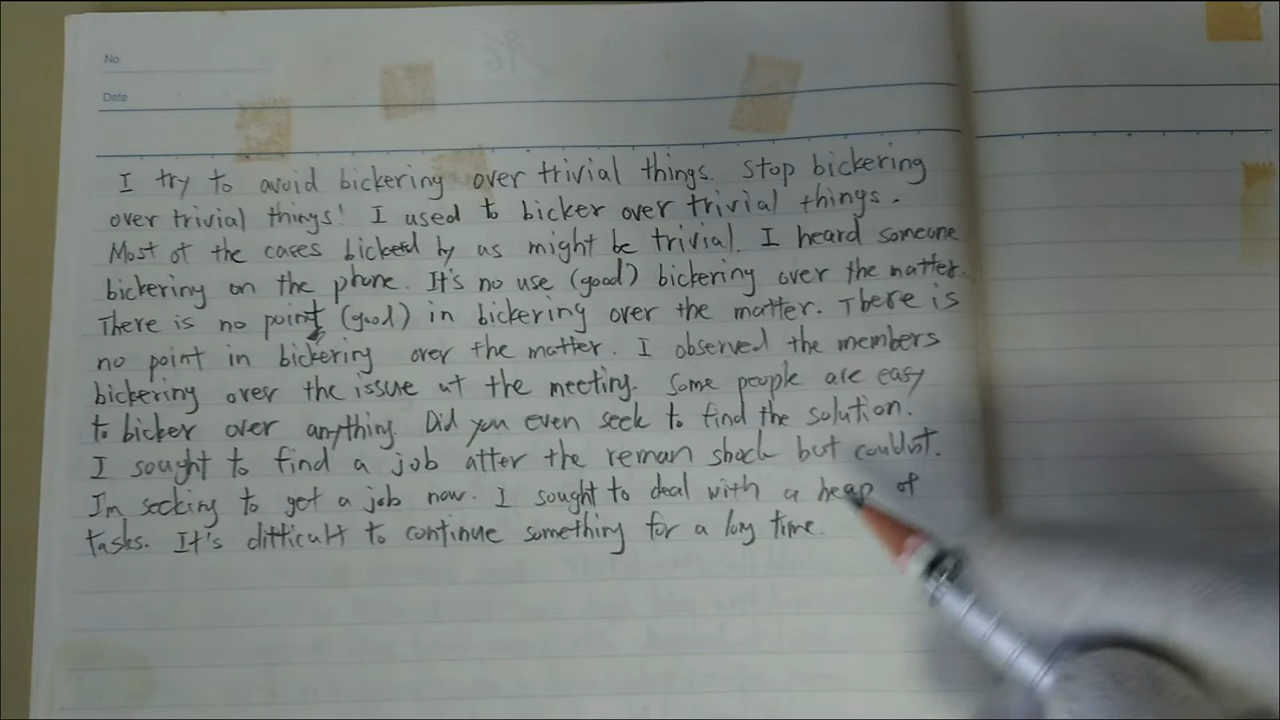 No.
Date
I try to avoid bickering over trivial things. Stop bickering
over trivial things! I used to bicker over trivial things.
Most of the cases by us might be trivial. I heard someone
bickering on the phone. It's no use (good) bickering over the matter.
There is no point (good) in bickering over the matter. There is
no point in bickering over the matter. I observed the members
bickering over the issue at the meeting. Some people are easy
to bicker over anything. Did you even seek to find the solution.
I sought to find a job after the reman shock but couldn't.
I'm seeking to get a job now. I sought to deal with a heap of
tasks. It's difficult to continue something for a long time.